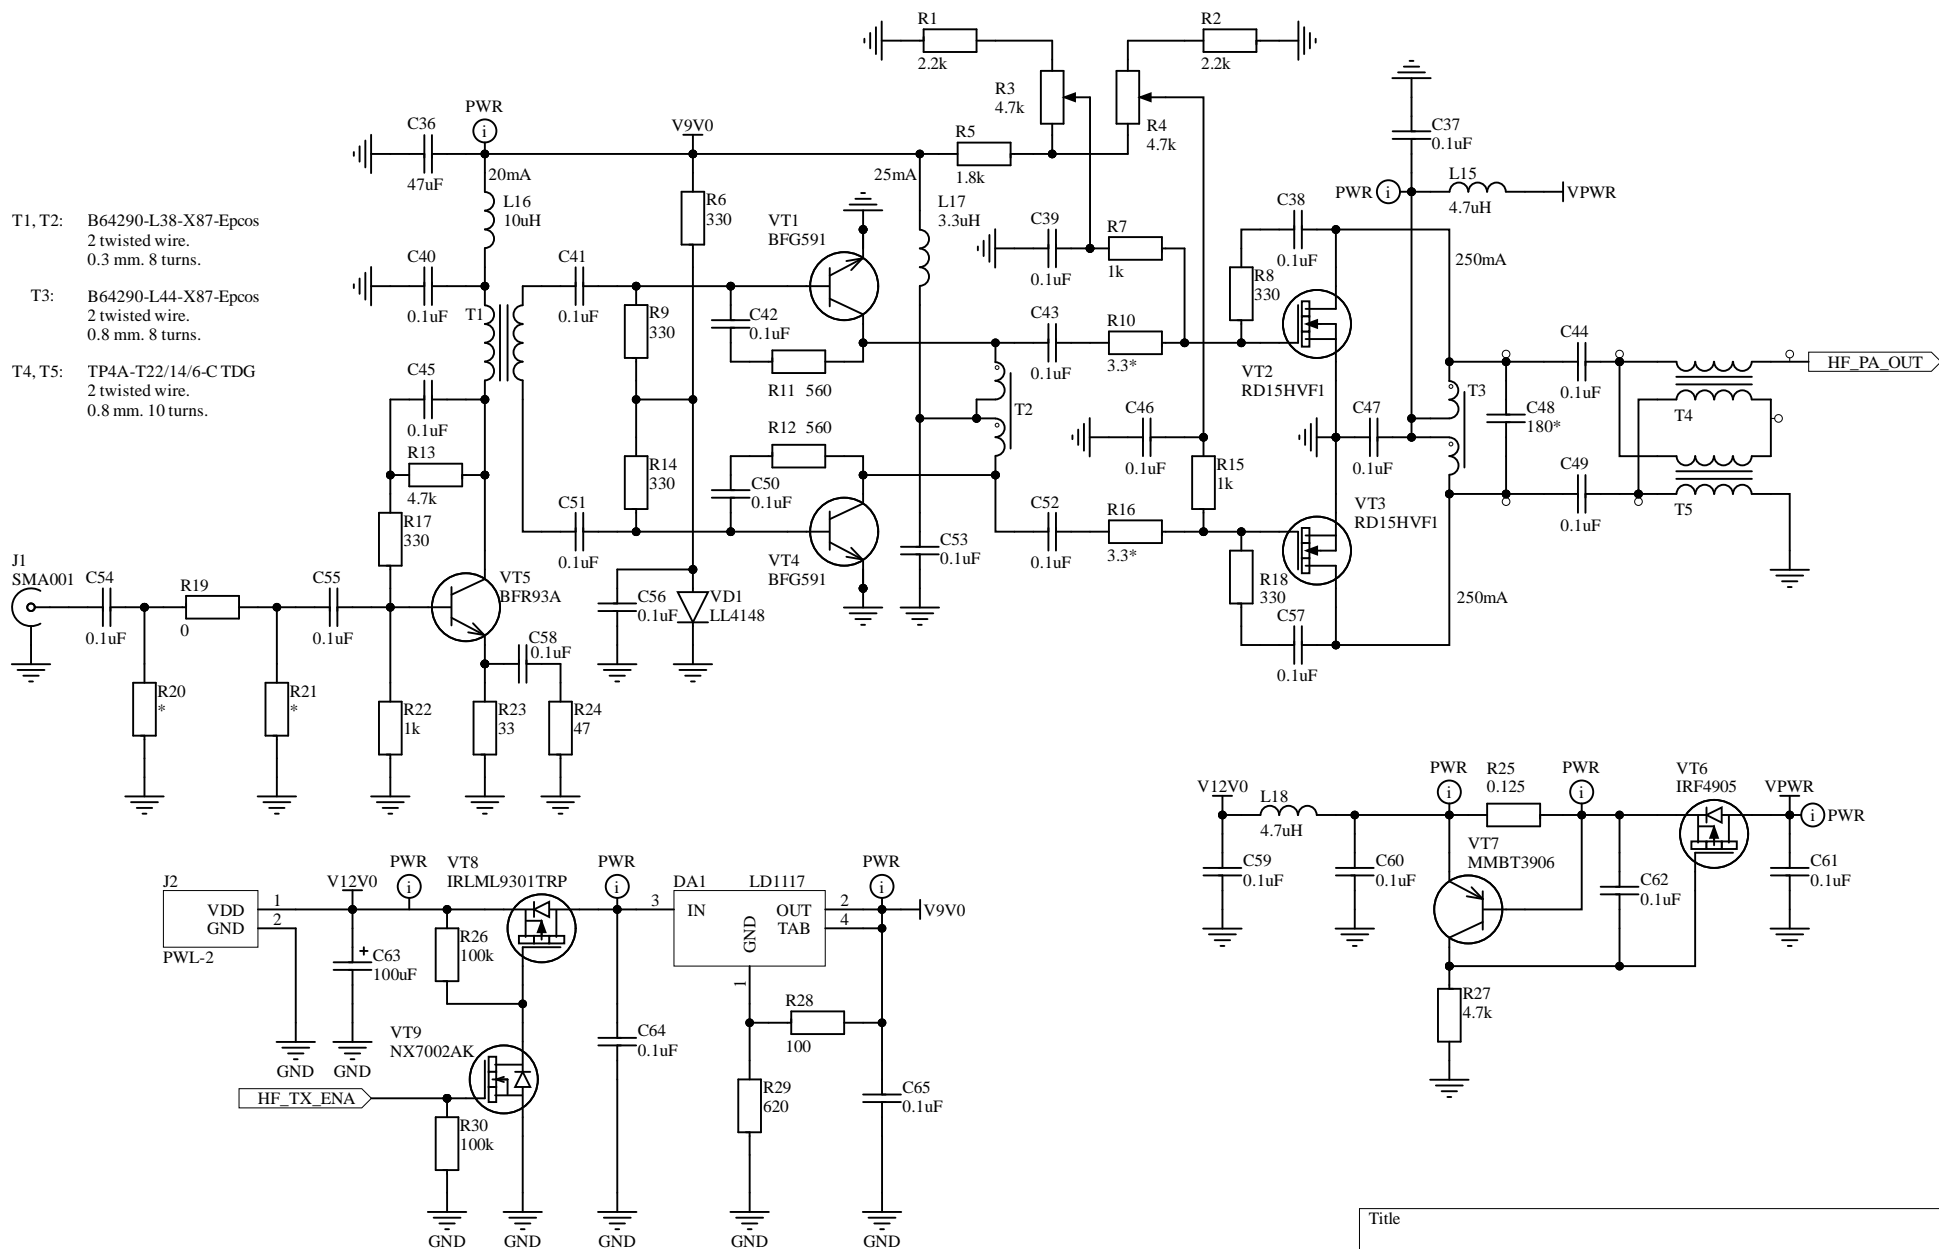 R1
2.2k
R2
2.2k
R3
4.7k
R4
4.7k
PWR
i
C36
47uF
V9V0
R5
1.8k
20mA
25mA
C37
0.1uF
PWR
i
L15
4.7uH
VPWR
T1, T2:
B64290-L38-X87-Epcos
2 twisted wire.
0.3 mm. 8 turns.
T3:
B64290-L44-X87-Epcos
2 twisted wire.
0.8 mm. 8 turns.
T4, T5:
TP4A-T22/14/6-C TDG
2 twisted wire.
0.8 mm. 10 turns.
L16
10uH
R6
330
VT1
BFG591
L17
3.3uH
C39
0.1uF
R7
1k
C38
0.1uF
R8
330
250mA
C40
0.1uF
T1
C41
0.1uF
R9
330
C42
0.1uF
R11 560
C43
0.1uF
R10
3.3*
VT2
RD15HVF1
C44
0.1uF
HF_PA_OUT
C45
0.1uF
R12 560
T2
C46
0.1uF
C47
0.1uF
T3
C48
180*
T4
R13
4.7k
R14
330
C50
0.1uF
R15
1k
C49
0.1uF
T5
R17
330
C51
0.1uF
VT4
BFG591
C53
0.1uF
C52
0.1uF
R16
3.3*
VT3
RD15HVF1
J1
SMA001
C54
0.1uF
R19
0
C55
0.1uF
VT5
BFR93A
C56
0.1uF
VD1
LL4148
R18
330
C57
0.1uF
250mA
C58
0.1uF
R20
*
R21
*
R22
1k
R23
33
R24
47
V12V0
L18
4.7uH
PWR
i
R25
0.125
PWR
i
VT6
IRF4905
VPWR
i
PWR
C59
0.1uF
C60
0.1uF
VT7
MMBT3906
C62
0.1uF
C61
0.1uF
R27
4.7k
J2
VDD
GND
1
2
PWL-2
V12V0
PWR
i
VT8
IRLML9301TRP
PWR
i
DA1
LD1117
3
IN
OUT
TAB
GND
2
4
1
PWR
i
V9V0
+
C63
100uF
R26
100k
R28
100
C64
0.1uF
VT9
NX7002AK
HF_TX_ENA
R30
100k
R29
620
C65
0.1uF
GND
GND
GND
GND
GND
GND
GND
Title